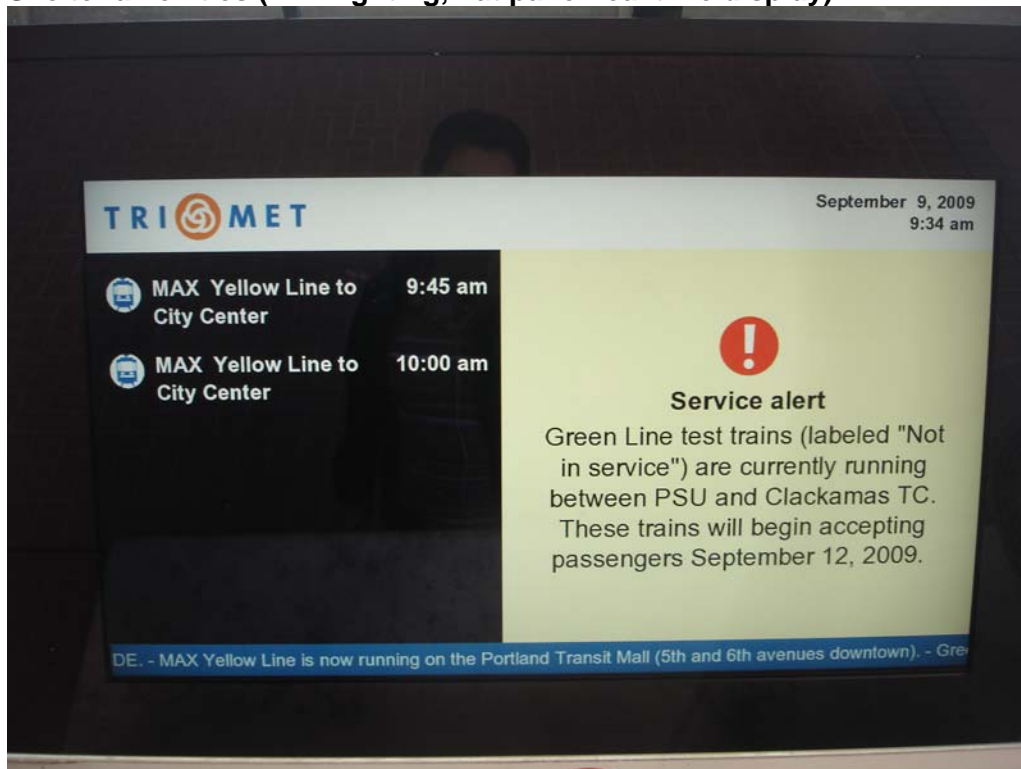 TRI MET
September 9, 2009
9:34 am
MAX Yellow Line to 9:45 am
City Center
MAX Yellow Line to 10:00 am
City Center
!
Service alert
Green Line test trains (labeled "Not
in service") are currently running
between PSU and Clackamas TC.
These trains will begin accepting
passengers September 12, 2009.
DE. - MAX Yellow Line is now running on the Portland Transit Mall (5th and 6th avenues downtown). - Gre